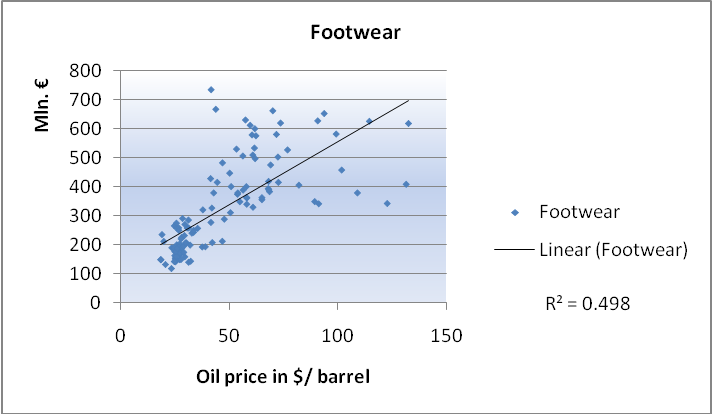 Footwear
Mln. €
800
700
600
500
400
300
200
100
0
0 50 100 150
Oil price in $/ barrel
Footwear
Linear (Footwear)
R² = 0.498